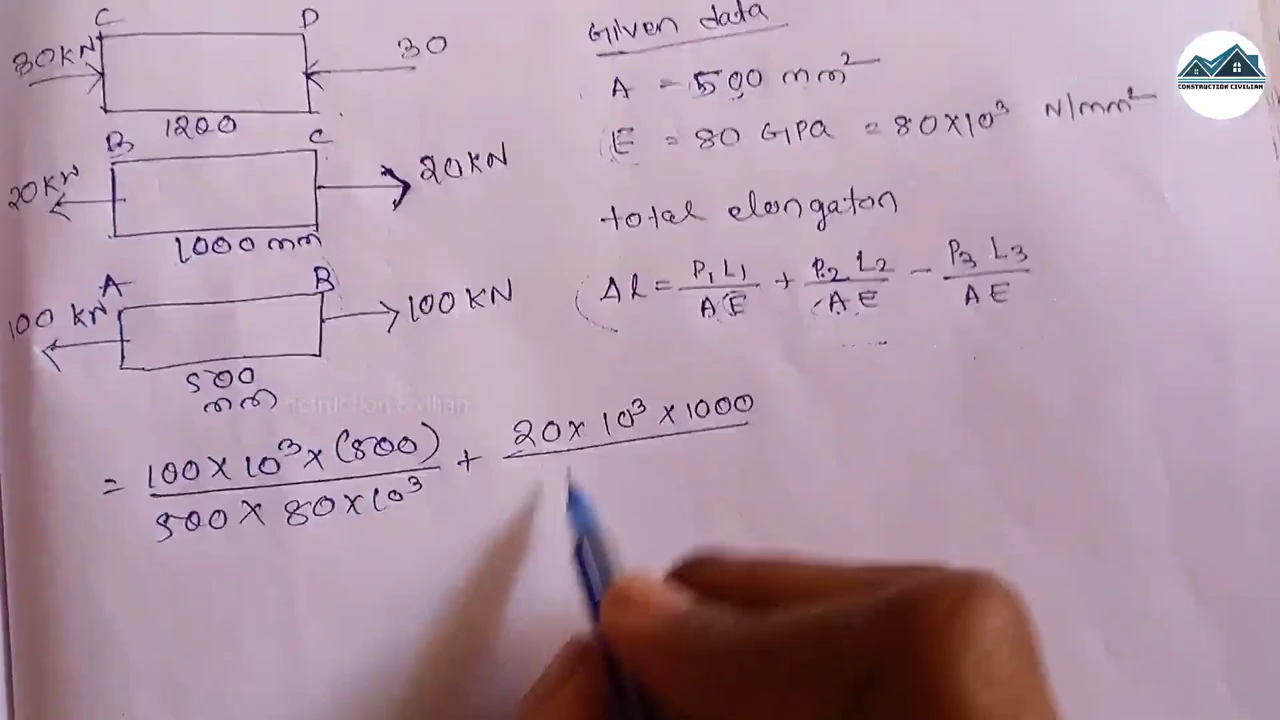 C D
80KN 30
1200
B C
20KN 20KN
1000 mm
A B
100 KN 100 KN
500
mm
Given data
A = 500 mm²
E = 80 GPa = 80×10³ N/mm²
total elongaton
Δl = P₁L₁/AE + P₂L₂/AE - P₃L₃/AE
= 100×10³×(500)/500×80×10³ + 20×10³×1000
CONSTRUCTION CIVILIAN